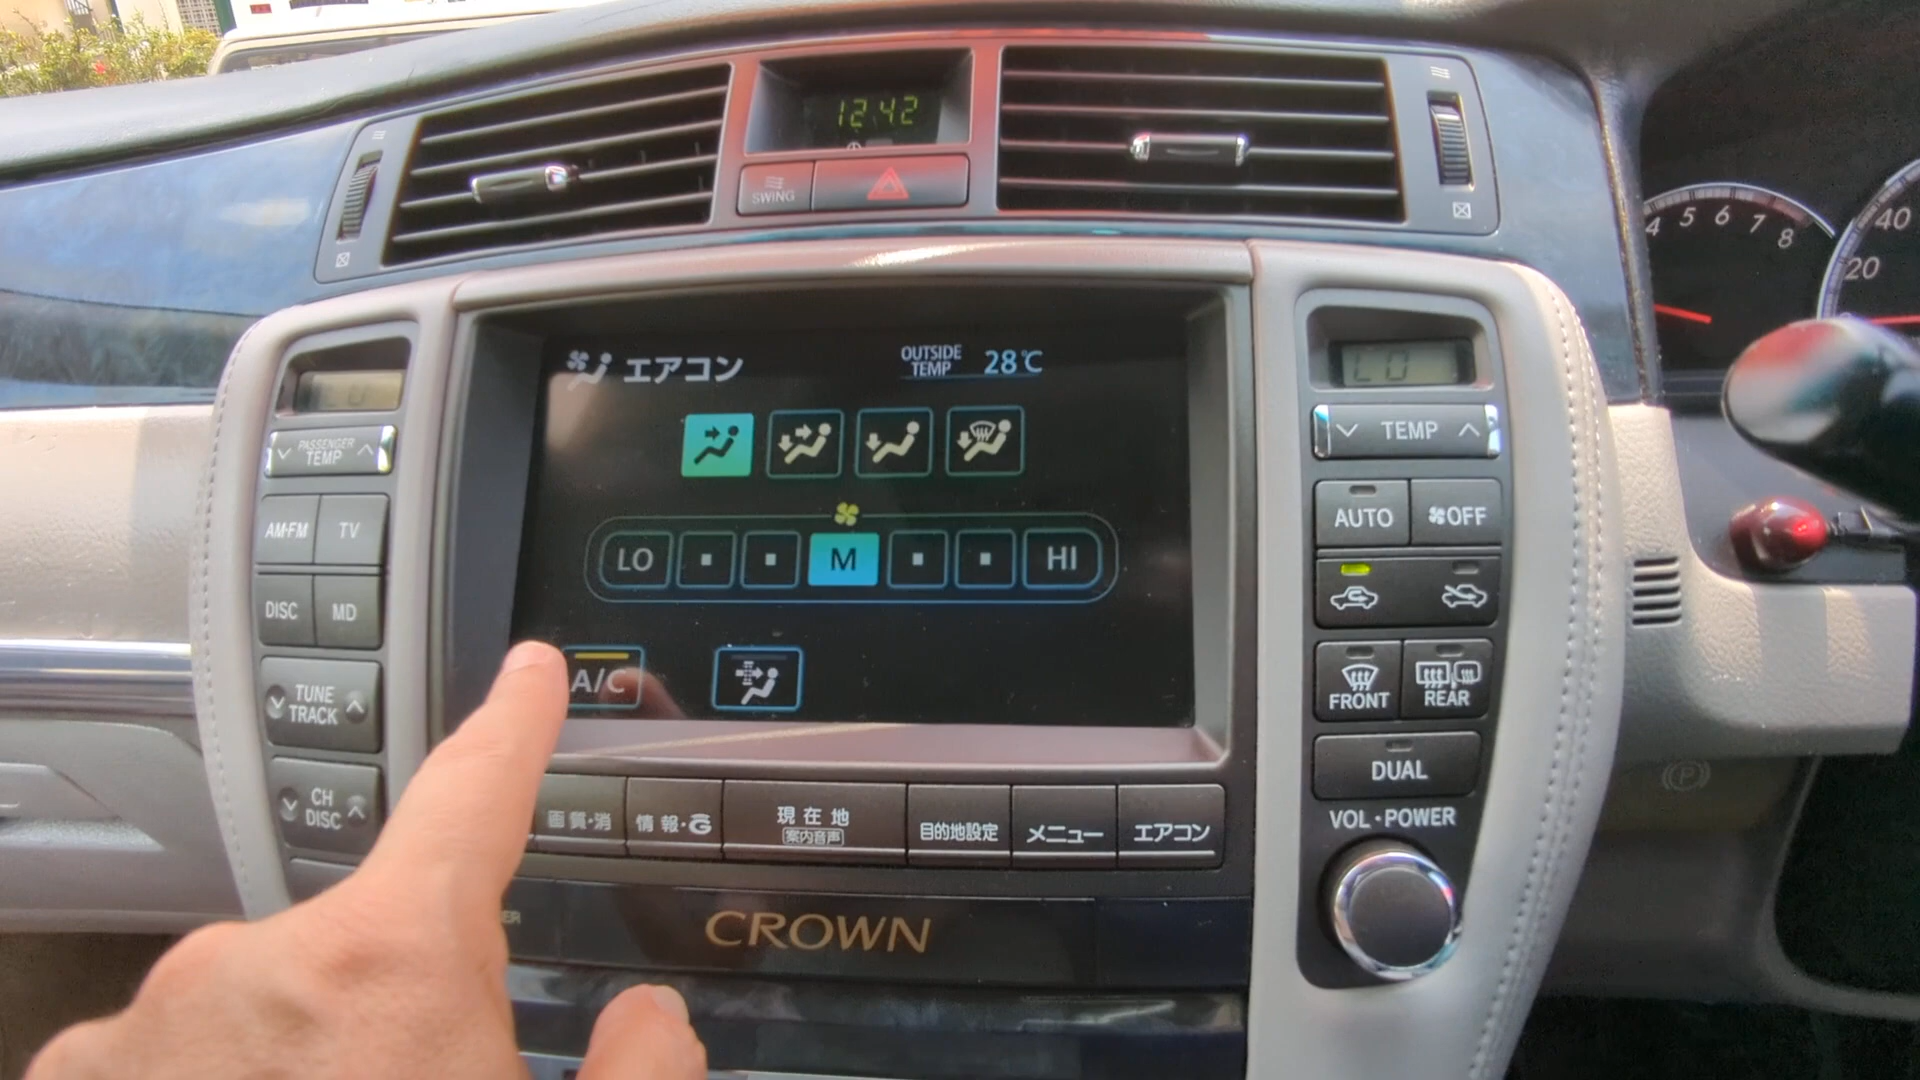 12:42
SWING
4 5 6 7 8
40
20
エアコン
OUTSIDE TEMP 28℃
LO
PASSENGER TEMP
TEMP
AM·FM
TV
AUTO
OFF
LO
M
HI
DISC
MD
A/C
FRONT
REAR
TUNE TRACK
DUAL
CH DISC
VOL·POWER
画質·消
情報·G
現在地
案内音声
目的地設定
メニュー
エアコン
CROWN
P